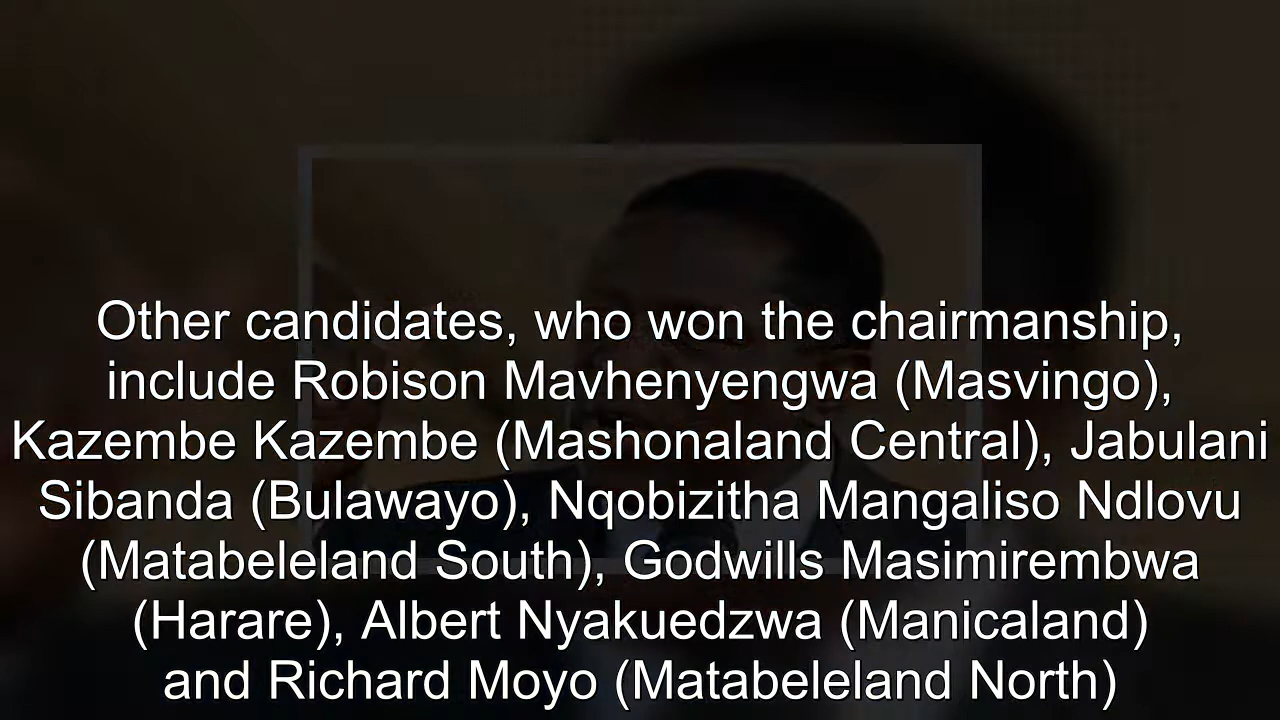 Other candidates, who won the chairmanship,
include Robison Mavhenyengwa (Masvingo),
Kazembe Kazembe (Mashonaland Central), Jabulani
Sibanda (Bulawayo), Nqobizitha Mangaliso Ndlovu
(Matabeleland South), Godwills Masimirembwa
(Harare), Albert Nyakuedzwa (Manicaland)
and Richard Moyo (Matabeleland North)